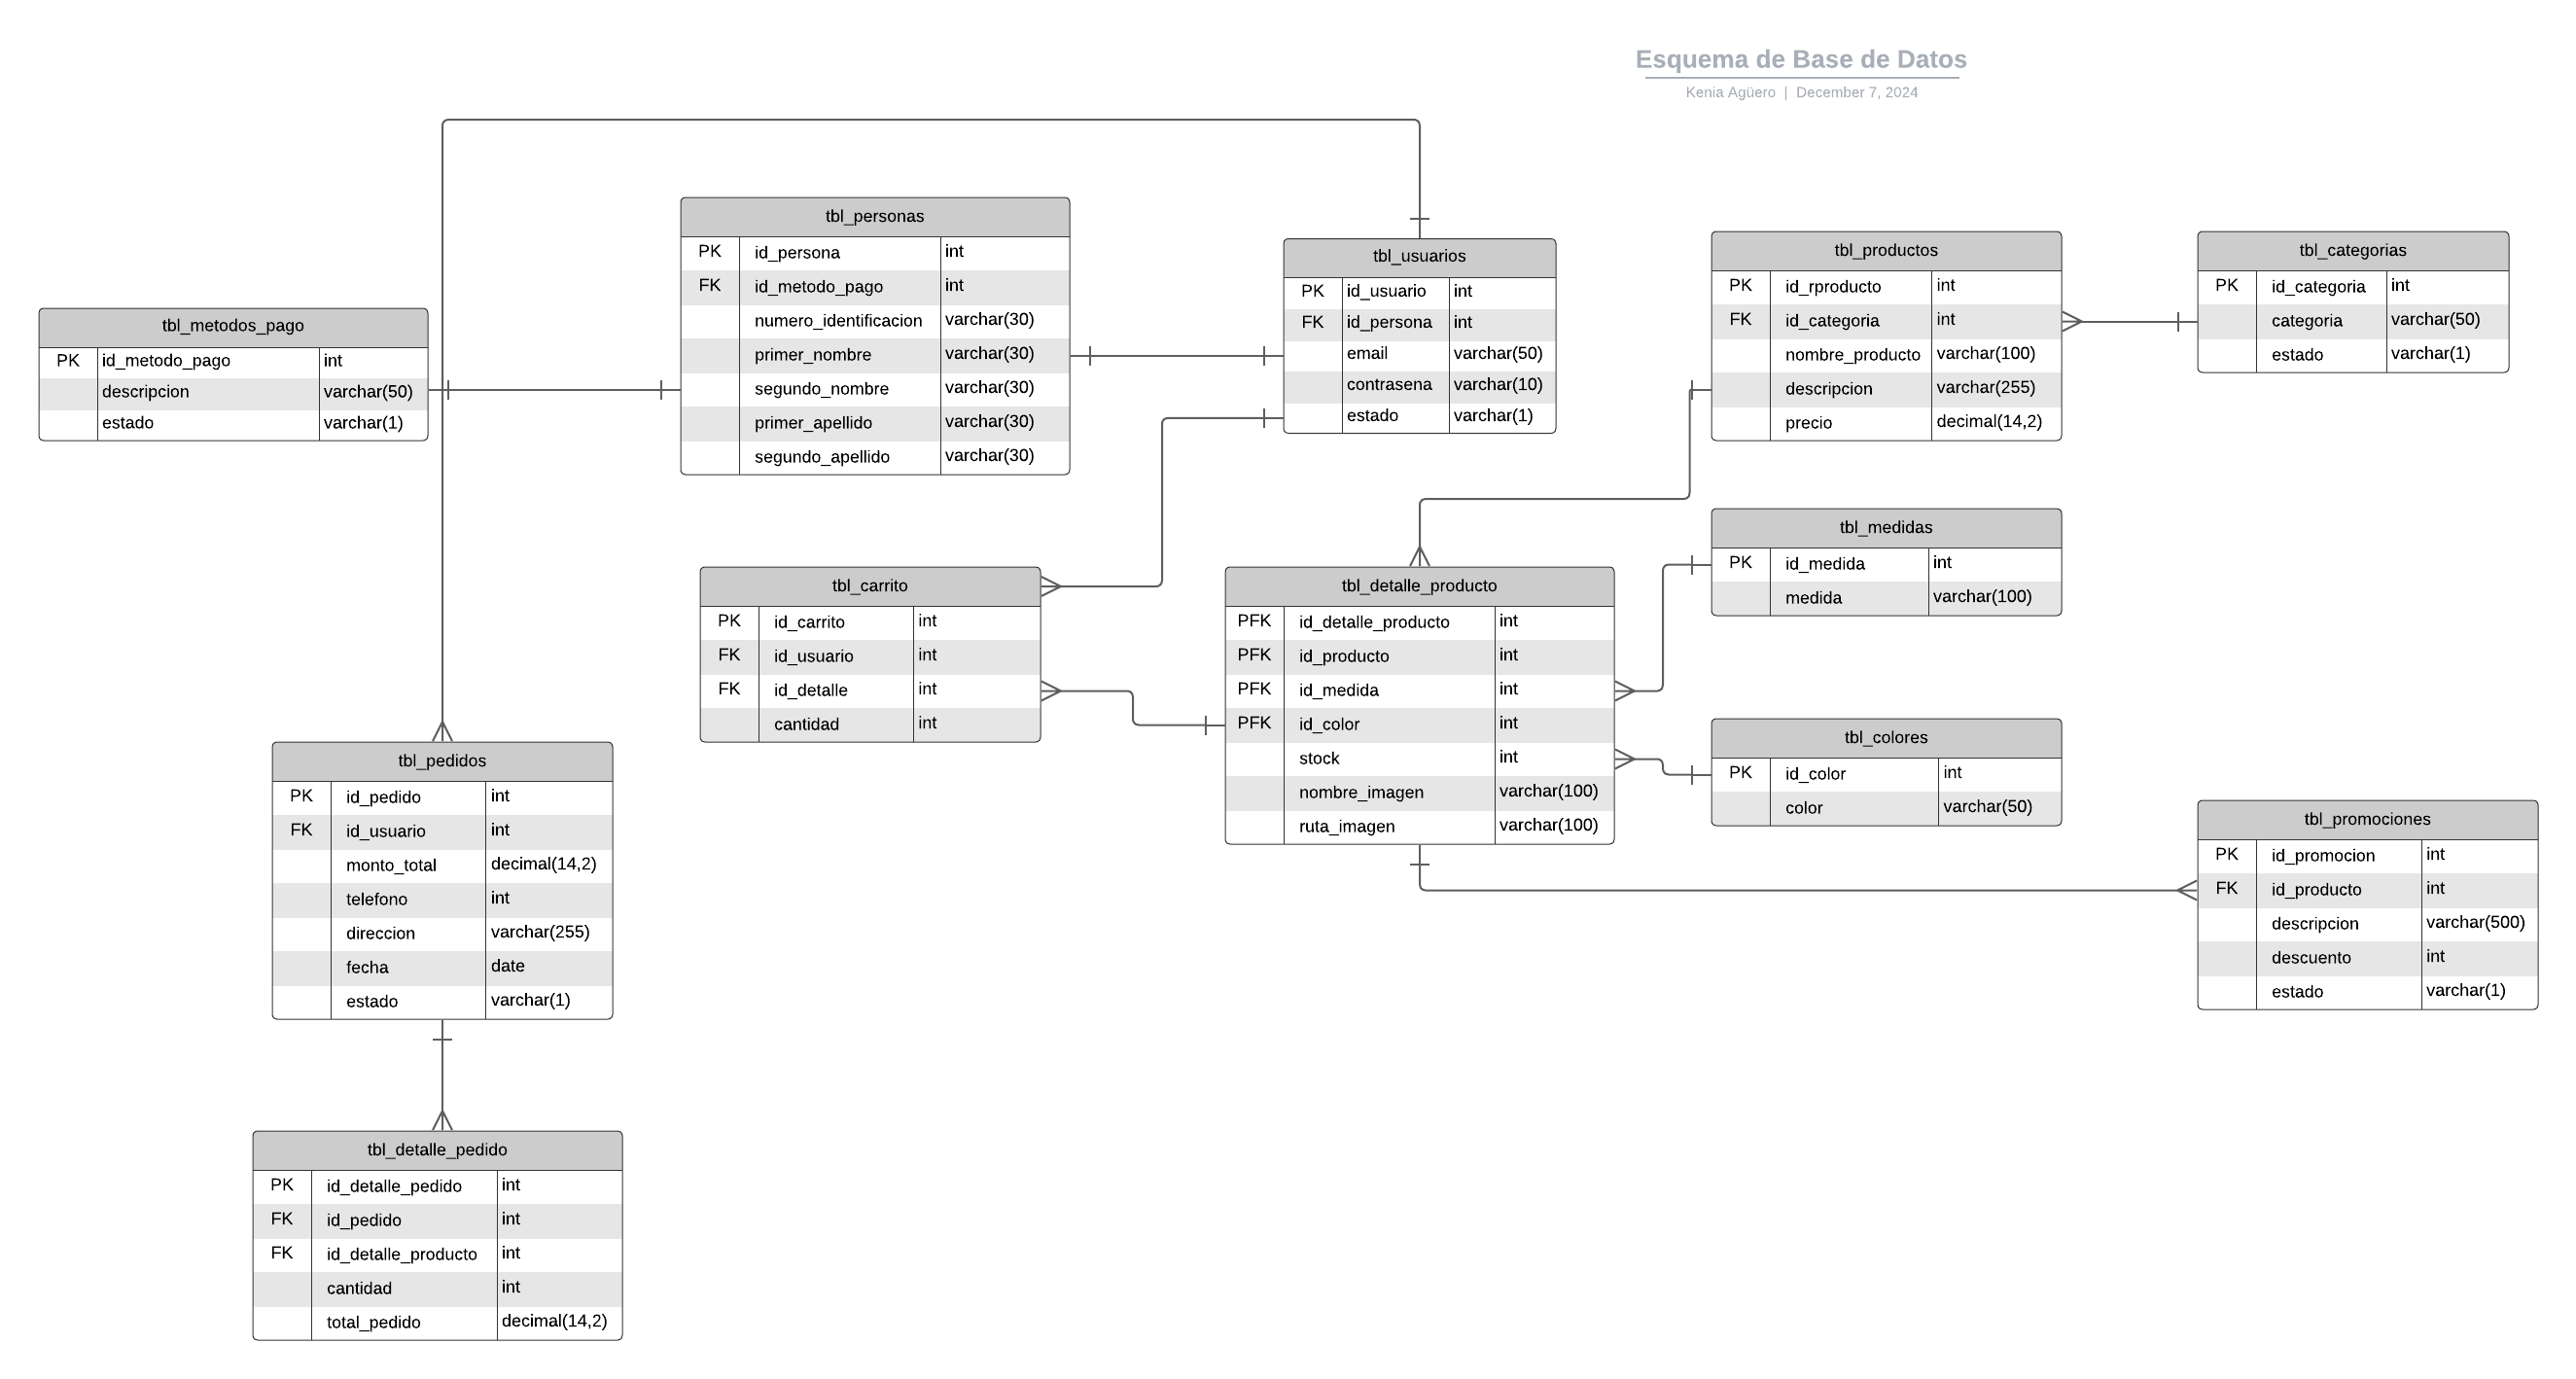 Esquema de Base de Datos
Kenia Agüero | December 7, 2024
tbl_personas
PK id_persona int
FK id_metodo_pago int
numero_identificacion varchar(30)
primer_nombre varchar(30)
segundo_nombre varchar(30)
primer_apellido varchar(30)
segundo_apellido varchar(30)
tbl_usuarios
PK id_usuario int
FK id_persona int
email varchar(50)
contrasena varchar(10)
estado varchar(1)
tbl_productos
PK id_rproducto int
FK id_categoria int
nombre_producto varchar(100)
descripcion varchar(255)
precio decimal(14,2)
tbl_categorias
PK id_categoria int
categoria varchar(50)
estado varchar(1)
tbl_metodos_pago
PK id_metodo_pago int
descripcion varchar(50)
estado varchar(1)
tbl_medidas
PK id_medida int
medida varchar(100)
tbl_carrito
PK id_carrito int
FK id_usuario int
FK id_detalle int
cantidad int
tbl_detalle_producto
PFK id_detalle_producto int
PFK id_producto int
PFK id_medida int
PFK id_color int
stock int
nombre_imagen varchar(100)
ruta_imagen varchar(100)
tbl_colores
PK id_color int
color varchar(50)
tbl_pedidos
PK id_pedido int
FK id_usuario int
monto_total decimal(14,2)
telefono int
direccion varchar(255)
fecha date
estado varchar(1)
tbl_promociones
PK id_promocion int
FK id_producto int
descripcion varchar(500)
descuento int
estado varchar(1)
tbl_detalle_pedido
PK id_detalle_pedido int
FK id_pedido int
FK id_detalle_producto int
cantidad int
total_pedido decimal(14,2)